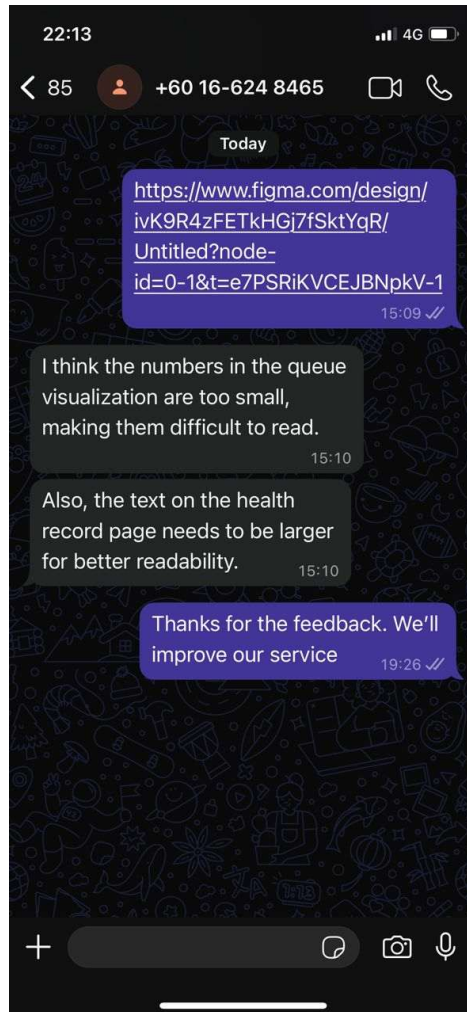 22:13
4G
85
+60 16-624 8465
Today
https://www.figma.com/design/
ivK9R4zFETkHGj7fSktYqR/
Untitled?node-
id=0-1&t=e7PSRiKVCEJBNpkV-1
15:09
I think the numbers in the queue
visualization are too small,
making them difficult to read.
15:10
Also, the text on the health
record page needs to be larger
for better readability.
15:10
Thanks for the feedback. We’ll
improve our service
19:26